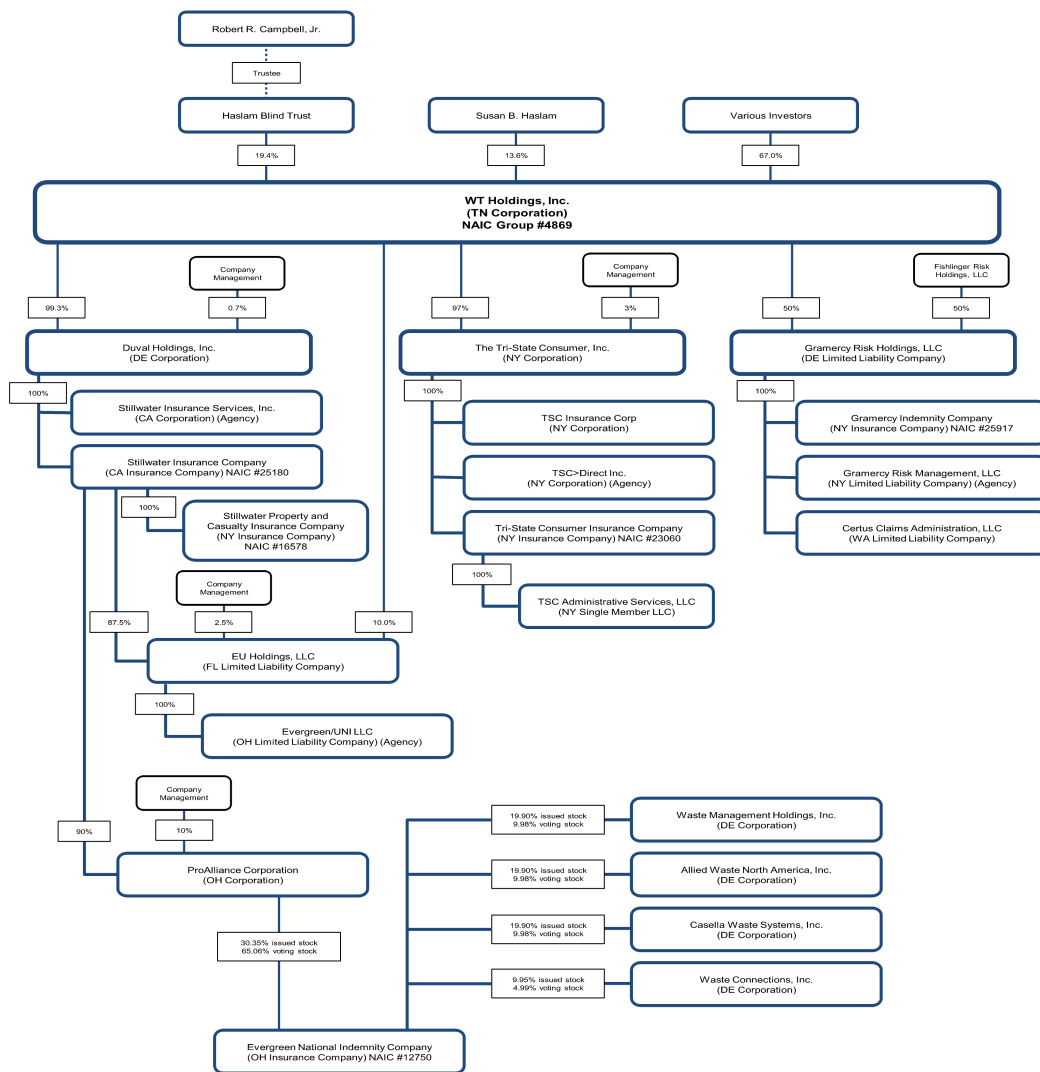 Robert R. Campbell, Jr.
Trustee
Haslam Blind Trust
Susan B. Haslam
Various Investors
19.4%
13.6%
67.0%
WT Holdings, Inc.
(TN Corporation)
NAIC Group #4869
Company
Management
Company
Management
Fishlinger Risk
Holdings, LLC
99.3%
0.7%
97%
3%
50%
50%
Duval Holdings, Inc.
(DE Corporation)
The Tri-State Consumer, Inc.
(NY Corporation)
Gramercy Risk Holdings, LLC
(DE Limited Liability Company)
100%
100%
100%
Stillwater Insurance Services, Inc.
(CA Corporation) (Agency)
TSC Insurance Corp
(NY Corporation)
Gramercy Indemnity Company
(NY Insurance Company) NAIC #25917
Stillwater Insurance Company
(CA Insurance Company) NAIC #25180
TSC>Direct Inc.
(NY Corporation) (Agency)
Gramercy Risk Management, LLC
(NY Limited Liability Company) (Agency)
100%
Stillwater Property and
Casualty Insurance Company
(NY Insurance Company)
NAIC #16578
Tri-State Consumer Insurance Company
(NY Insurance Company) NAIC #23060
Certus Claims Administration, LLC
(WA Limited Liability Company)
100%
Company
Management
TSC Administrative Services, LLC
(NY Single Member LLC)
87.5%
2.5%
10.0%
EU Holdings, LLC
(FL Limited Liability Company)
100%
Evergreen/UNI LLC
(OH Limited Liability Company) (Agency)
Company
Management
90%
10%
19.90% issued stock
9.98% voting stock
Waste Management Holdings, Inc.
(DE Corporation)
ProAlliance Corporation
(OH Corporation)
19.90% issued stock
9.98% voting stock
Allied Waste North America, Inc.
(DE Corporation)
30.35% issued stock
65.06% voting stock
19.90% issued stock
9.98% voting stock
Casella Waste Systems, Inc.
(DE Corporation)
9.95% issued stock
4.99% voting stock
Waste Connections, Inc.
(DE Corporation)
Evergreen National Indemnity Company
(OH Insurance Company) NAIC #12750